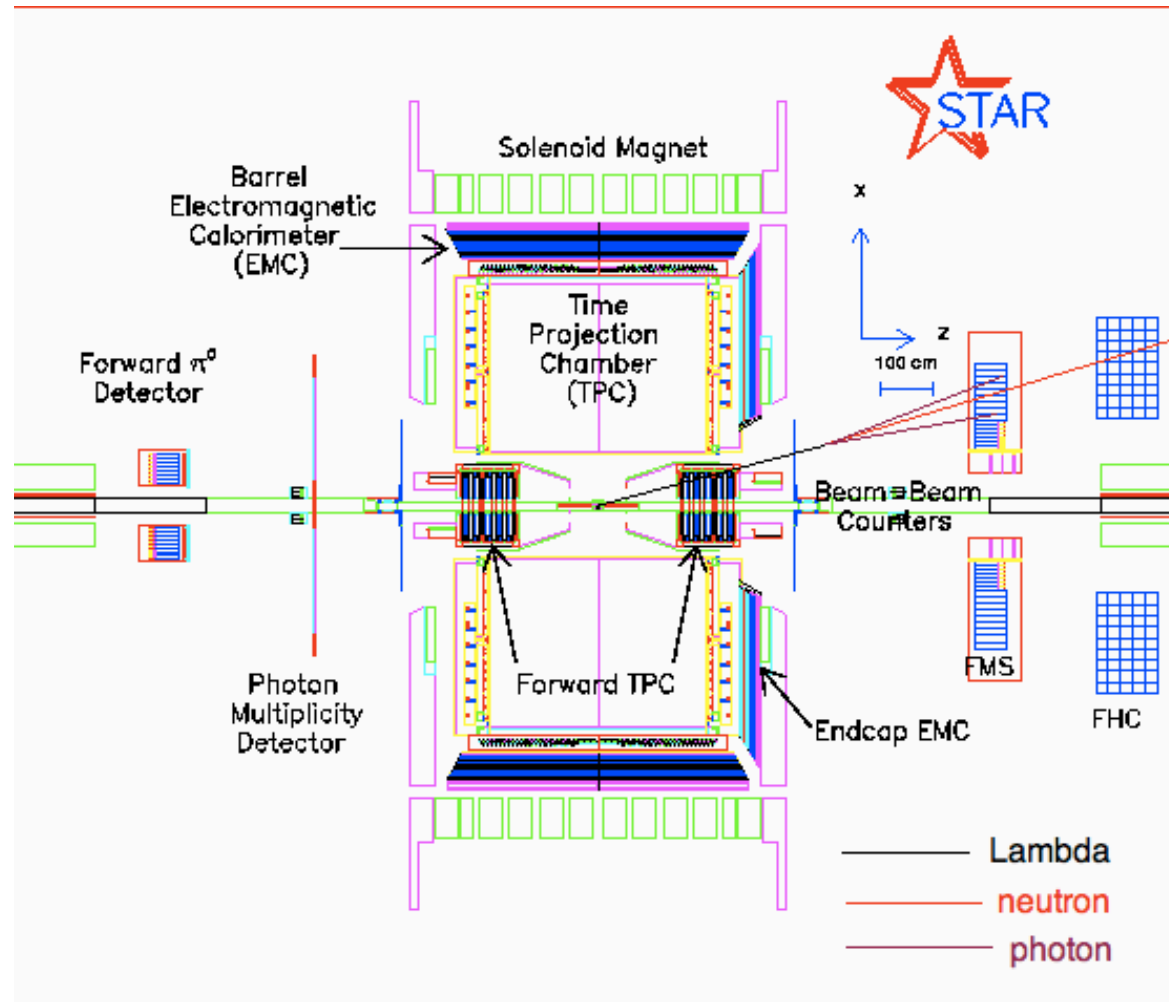 STAR
Solenoid Magnet
Barrel
Electromagnetic
Calorimeter
(EMC)
x
z
100 cm
Time
Projection
Chamber
(TPC)
Forward π⁰
Detector
Beam-Beam
Counters
Photon
Multiplicity
Detector
Forward TPC
Endcap EMC
FMS
FHC
Lambda
neutron
photon